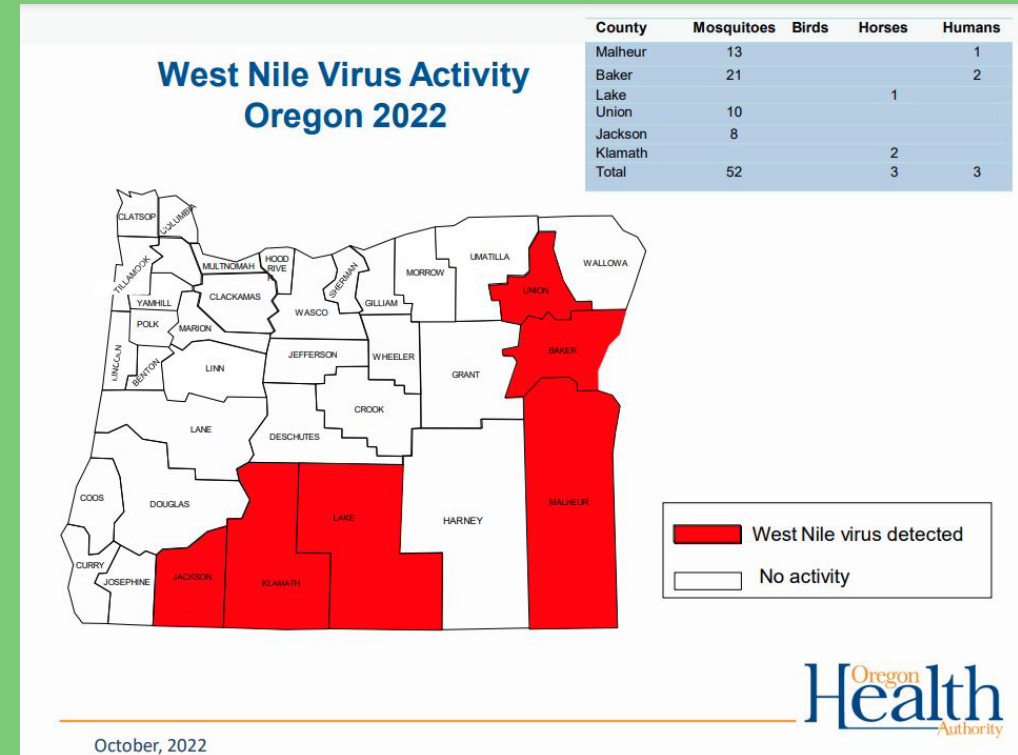 County Mosquitoes Birds Horses Humans
Malheur 13 1
Baker 21 2
Lake 1
Union 10
Jackson 8
Klamath 2
Total 52 3 3
West Nile Virus Activity
Oregon 2022
CLATSOP
COLUMBIA
TILLAMOOK
MULTNOMAH
HOOD
RIVE
R
SHERMAN
MORROW
UMATILLA
WALLOWA
UNION
YAMHILL
CLACKAMAS
WASCO
GILLIAM
POLK
MARION
JEFFERSON
WHEELER
BAKER
LINCOLN
BENTON
LINN
GRANT
CROOK
LANE
DESCHUTES
COOS
DOUGLAS
LAKE
HARNEY
MALHEUR
CURRY
JOSEPHINE
JACKSON
KLAMATH
West Nile virus detected
No activity
Oregon
Health
Authority
October, 2022